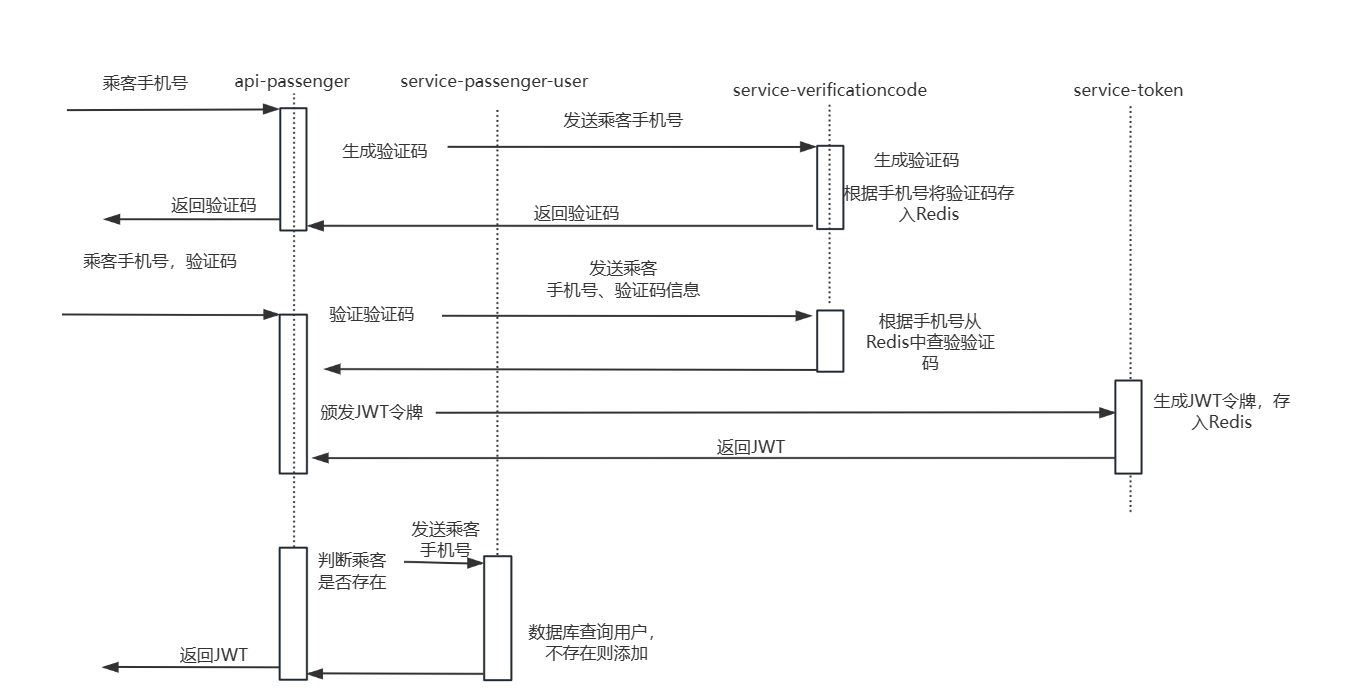 乘客手机号
api-passenger
service-passenger-user
service-verificationcode
service-token
发送乘客手机号
生成验证码
生成验证码
根据手机号将验证码存
入Redis
返回验证码
返回验证码
乘客手机号，验证码
发送乘客
手机号、验证码信息
验证验证码
根据手机号从
Redis中查验验证
码
颁发JWT令牌
生成JWT令牌，存
入Redis
返回JWT
发送乘客
手机号
判断乘客
是否存在
数据库查询用户，
不存在则添加
返回JWT